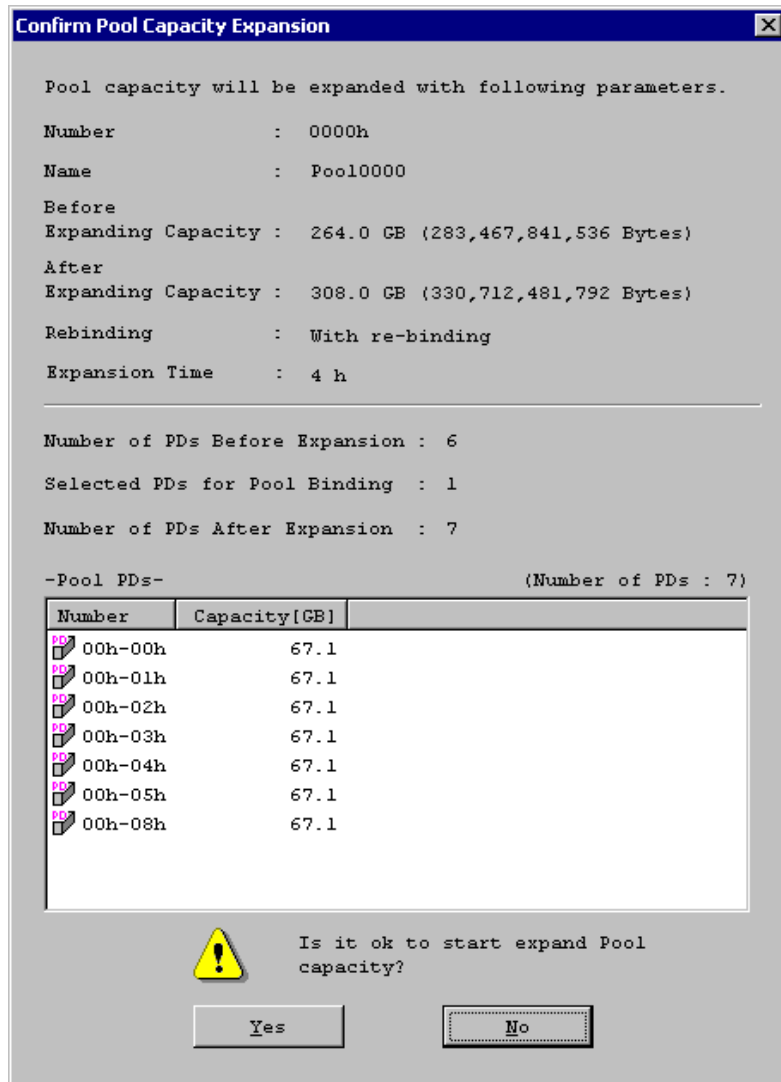 Confirm Pool Capacity Expansion
Pool capacity will be expanded with following parameters.
Number : 0000h
Name : Pool0000
Before
Expanding Capacity : 264.0 GB (283,467,841,536 Bytes)
After
Expanding Capacity : 308.0 GB (330,712,481,792 Bytes)
Rebinding : With re-binding
Expansion Time : 4 h
Number of PDs Before Expansion : 6
Selected PDs for Pool Binding : 1
Number of PDs After Expansion : 7
-Pool PDs- (Number of PDs : 7)
Number Capacity[GB]
PD 00h-00h 67.1
PD 00h-01h 67.1
PD 00h-02h 67.1
PD 00h-03h 67.1
PD 00h-04h 67.1
PD 00h-05h 67.1
PD 00h-08h 67.1
Is it ok to start expand Pool
capacity?
Yes No